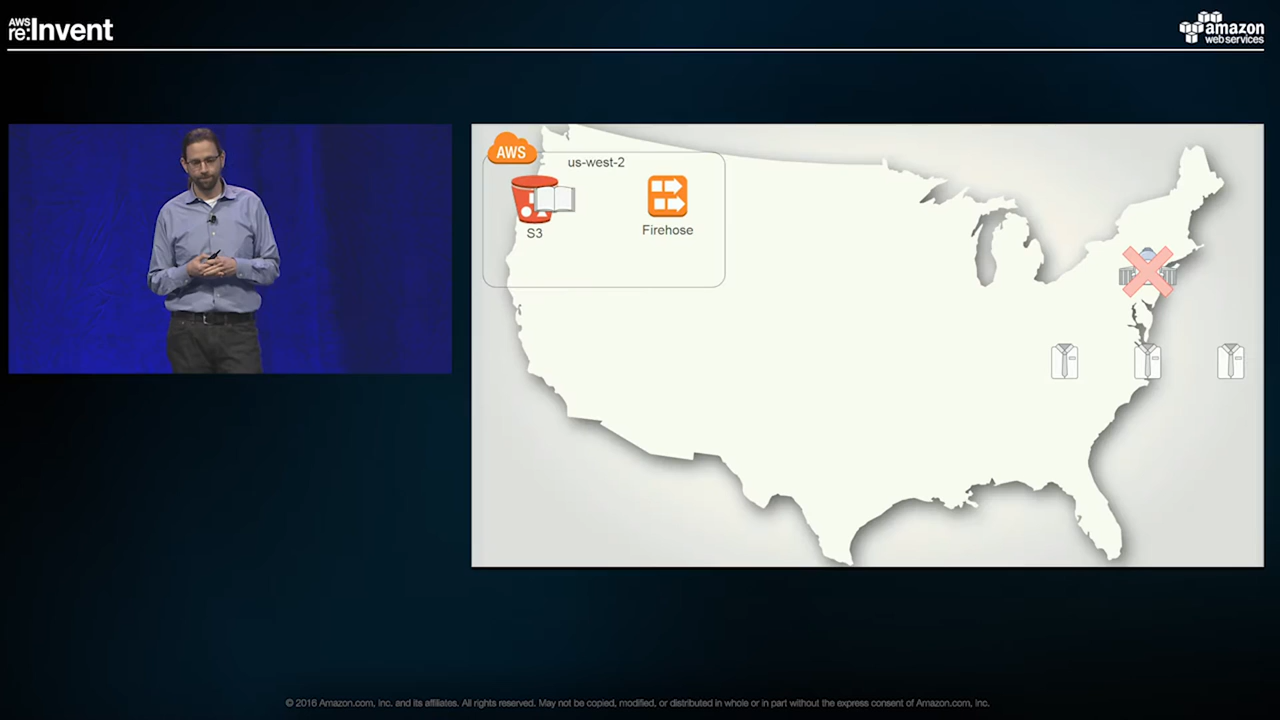 AWS
re:Invent
amazon
web services
AWS
us-west-2
S3
Firehose
© 2016 Amazon.com, Inc. and its affiliates. All rights reserved. May not be copied, modified, or distributed in whole or in part without the express consent of Amazon.com, Inc.